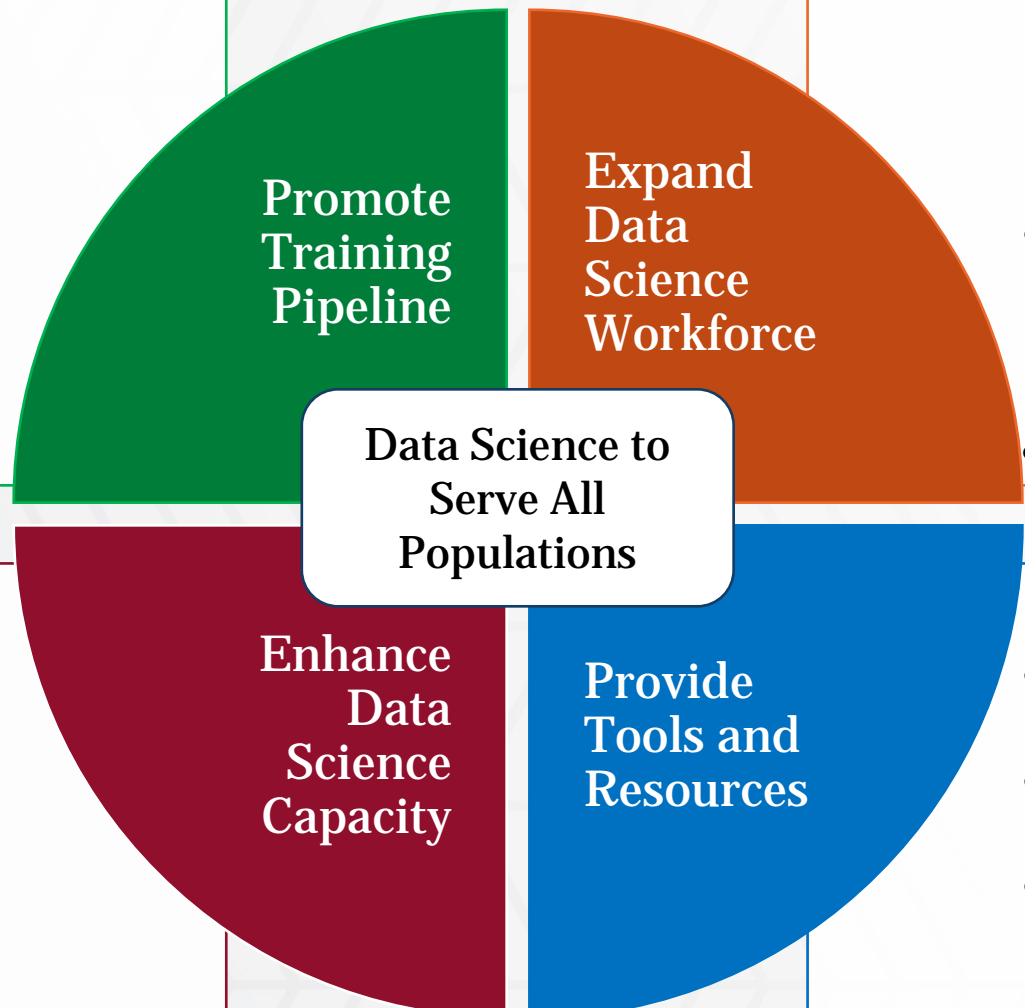 Promote
Training
Pipeline
Expand
Data
Science
Workforce
Data Science to
Serve All
Populations
Enhance
Data
Science
Capacity
Provide
Tools and
Resources